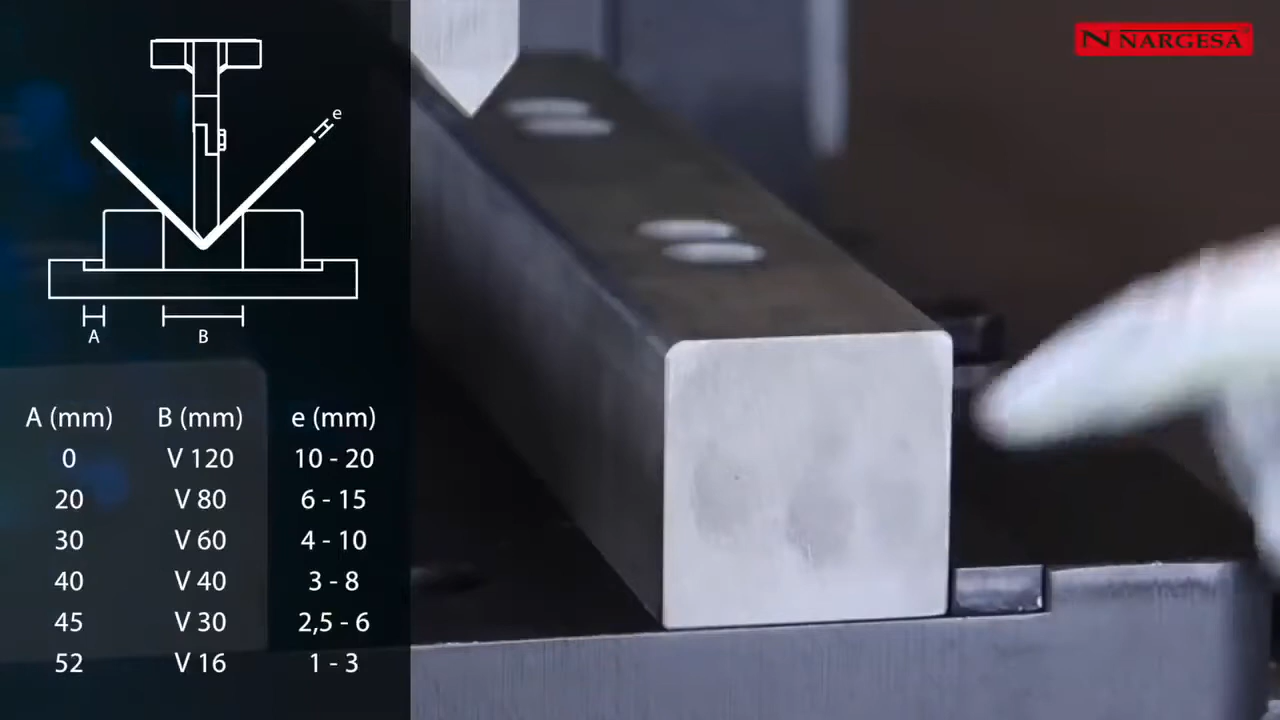 NARGESA
e
A B
A (mm) B (mm) e (mm)
0 V 120 10 - 20
20 V 80 6 - 15
30 V 60 4 - 10
40 V 40 3 - 8
45 V 30 2,5 - 6
52 V 16 1 - 3